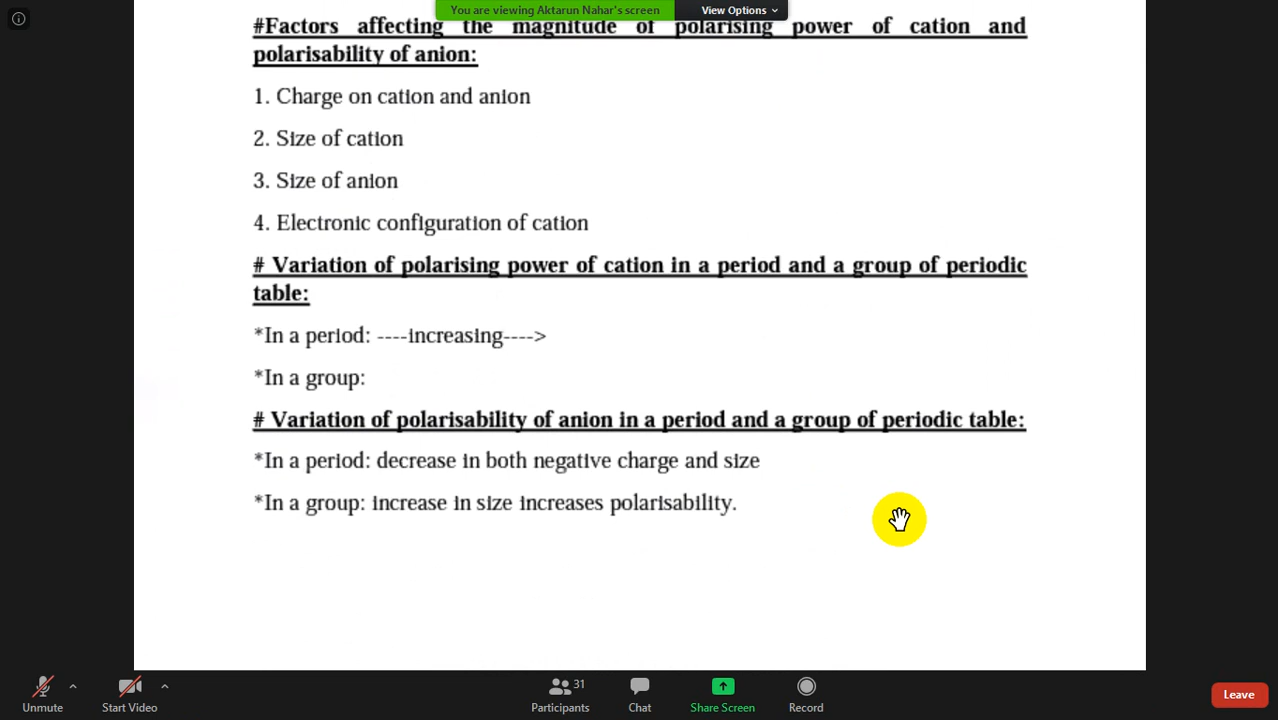 You are viewing Aktarun Nahar's screen
View Options
#Factors affecting the magnitude of polarising power of cation and
polarisability of anion:
1. Charge on cation and anion
2. Size of cation
3. Size of anion
4. Electronic configuration of cation
# Variation of polarising power of cation in a period and a group of periodic
table:
*In a period: ----increasing---->
*In a group:
# Variation of polarisability of anion in a period and a group of periodic table:
*In a period: decrease in both negative charge and size
*In a group: increase in size increases polarisability.
31
Unmute
Start Video
Participants
Chat
Share Screen
Record
Leave